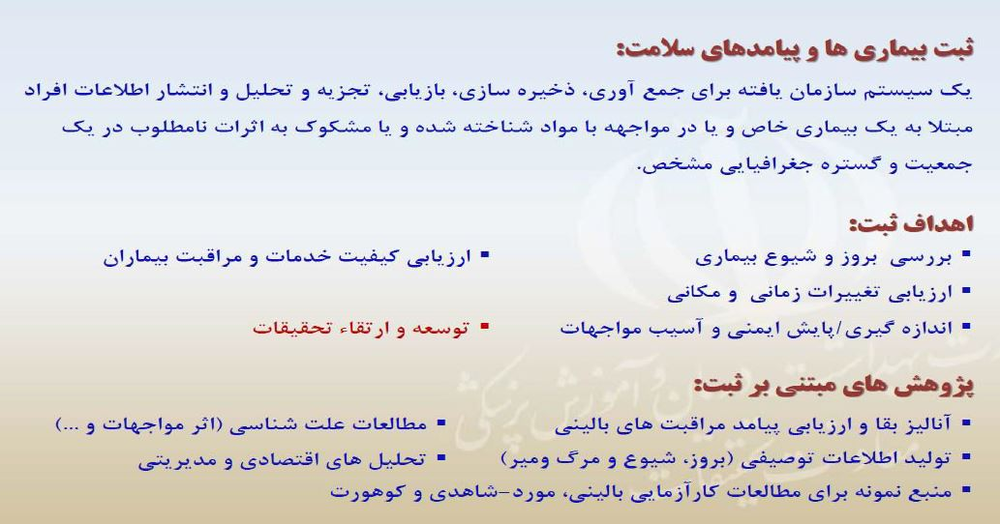 ثبت بیماری ها و پیامدهای سلامت:
یک سیستم سازمان یافته برای جمع آوری، ذخیره سازی، بازیابی، تجزیه و تحلیل و انتشار اطلاعات افراد
مبتلا به یک بیماری خاص و یا در مواجهه با مواد شناخته شده و یا مشکوک به اثرات نامطلوب در یک
جمعیت و گستره جغرافیایی مشخص.
اهداف ثبت:
▪ بررسی بروز و شیوع بیماری
▪ ارزیابی کیفیت خدمات و مراقبت بیماران
▪ ارزیابی تغییرات زمانی و مکانی
▪ اندازه گیری/پایش ایمنی و آسیب مواجهات
▪ توسعه و ارتقاء تحقیقات
پژوهش های مبتنی بر ثبت:
▪ آنالیز بقا و ارزیابی پیامد مراقبت های بالینی
▪ مطالعات علت شناسی (اثر مواجهات و ...)
▪ تولید اطلاعات توصیفی (بروز، شیوع و مرگ ومیر)
▪ تحلیل های اقتصادی و مدیریتی
▪ منبع نمونه برای مطالعات کارآزمایی بالینی، مورد-شاهدی و کوهورت